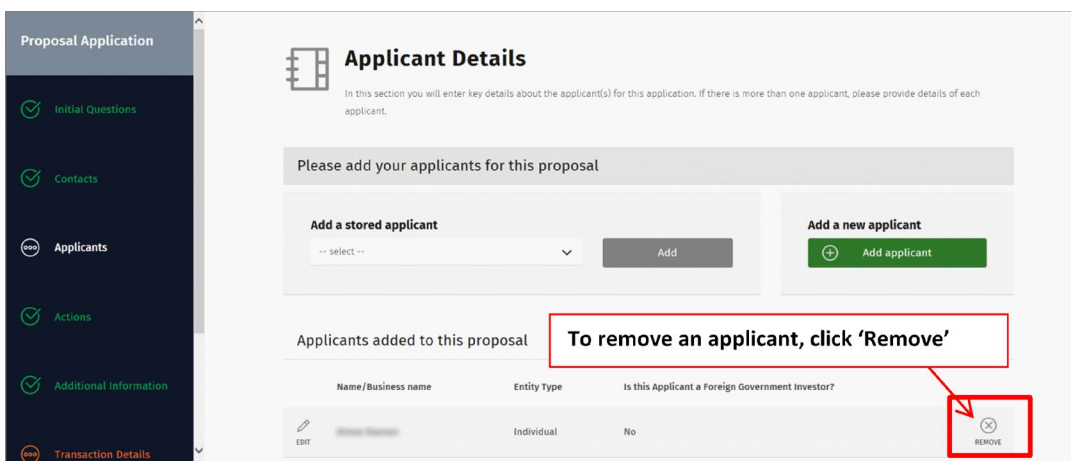 Proposal Application
Initial Questions
Contacts
Applicants
Actions
Additional Information
Transaction Details
Applicant Details
In this section you will enter key details about the applicant(s) for this application. If there is more than one applicant, please provide details of each
applicant.
Please add your applicants for this proposal
Add a stored applicant
-- select --
Add
Add a new applicant
Add applicant
Applicants added to this proposal
To remove an applicant, click ‘Remove’
Name/Business name Entity Type Is this Applicant a Foreign Government Investor?
EDIT Individual No REMOVE